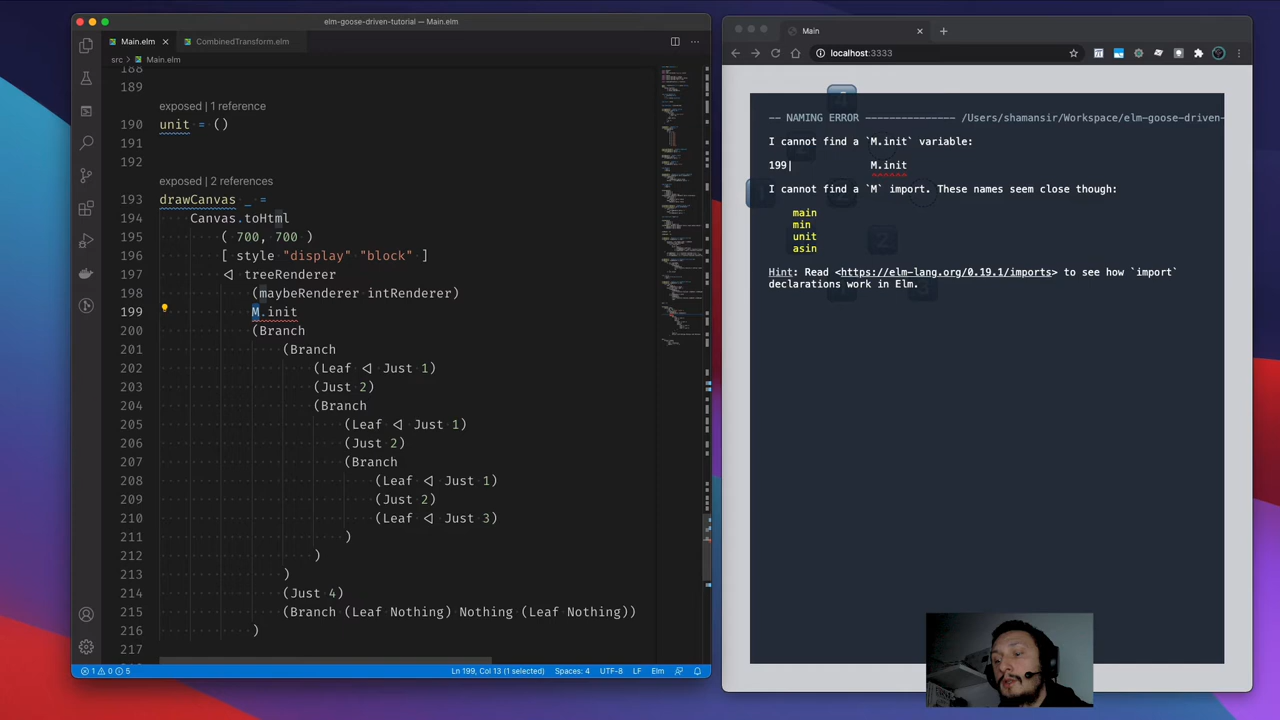 elm-goose-driven-tutorial — Main.elm
Main.elm
CombinedTransform.elm
src > Main.elm
188
189
exposed | 1 reference
190 unit = ()
191
192
exposed | 2 references
193 drawCanvas _ =
194 Canvas.toHtml
195 ( 700, 700 )
196 [ style "display" "block" ]
197 <| treeRenderer
198 (maybeRenderer intRenderer)
199 M.init
200 (Branch
201 (Branch
202 (Leaf <| Just 1)
203 (Just 2)
204 (Branch
205 (Leaf <| Just 1)
206 (Just 2)
207 (Branch
208 (Leaf <| Just 1)
209 (Just 2)
210 (Leaf <| Just 3)
211 )
212 )
213 )
214 (Just 4)
215 (Branch (Leaf Nothing) Nothing (Leaf Nothing))
216 )
217
1 0 5
Ln 199, Col 13 (1 selected)
Spaces: 4
UTF-8
LF
Elm
Main
localhost:3333
4
-- NAMING ERROR --------------- /Users/shamansir/Workspace/elm-goose-driven-
I cannot find a `M.init` variable:
199| M.init
I cannot find a `M` import. These names seem close though:
main
min
unit
asin
2
Hint: Read <https://elm-lang.org/0.19.1/imports> to see how `import`
declarations work in Elm.